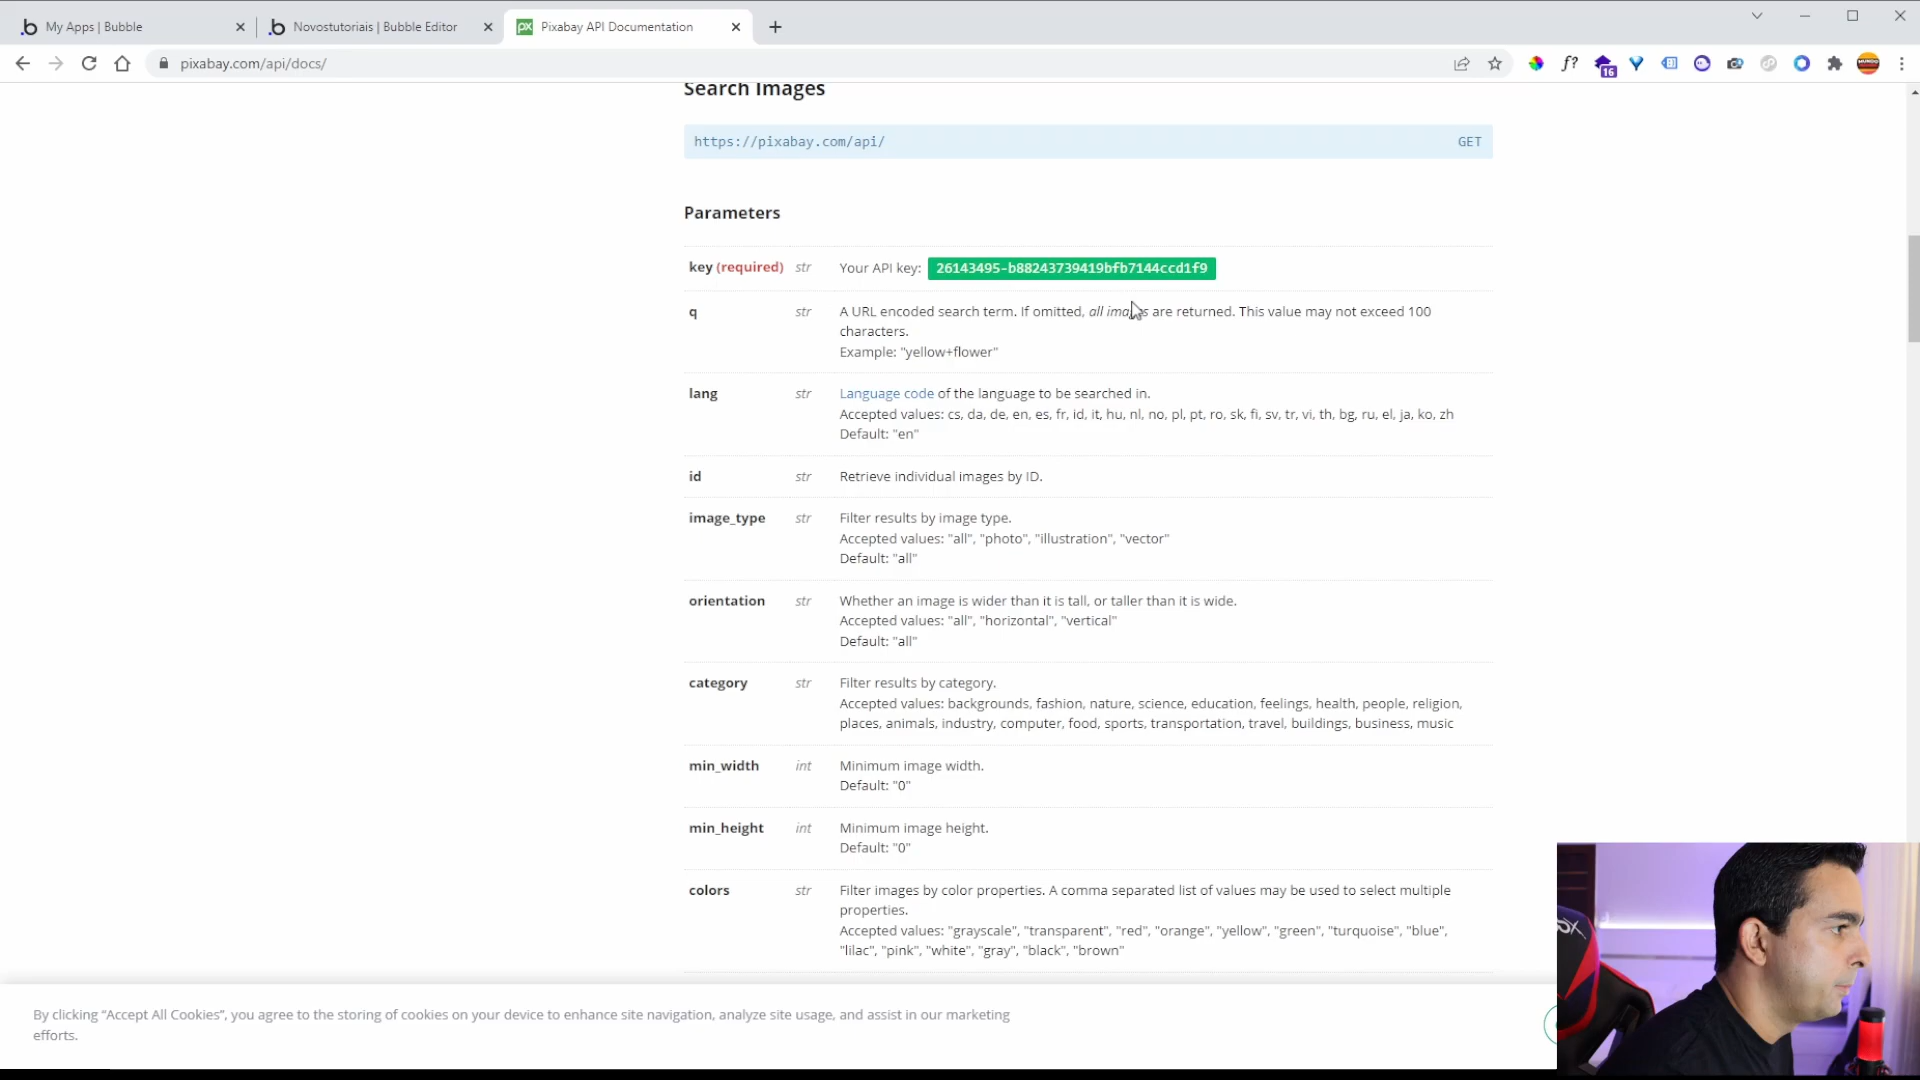 My Apps | Bubble
Novostutoriais | Bubble Editor
Pixabay API Documentation
pixabay.com/api/docs/
16
Search Images
https://pixabay.com/api/ GET
Parameters
key (required) str Your API key: 26143495-b88243739419bfb7144ccd1f9
q str A URL encoded search term. If omitted, all images are returned. This value may not exceed 100
characters.
Example: "yellow+flower"
lang str Language code of the language to be searched in.
Accepted values: cs, da, de, en, es, fr, id, it, hu, nl, no, pl, pt, ro, sk, fi, sv, tr, vi, th, bg, ru, el, ja, ko, zh
Default: "en"
id str Retrieve individual images by ID.
image_type str Filter results by image type.
Accepted values: "all", "photo", "illustration", "vector"
Default: "all"
orientation str Whether an image is wider than it is tall, or taller than it is wide.
Accepted values: "all", "horizontal", "vertical"
Default: "all"
category str Filter results by category.
Accepted values: backgrounds, fashion, nature, science, education, feelings, health, people, religion,
places, animals, industry, computer, food, sports, transportation, travel, buildings, business, music
min_width int Minimum image width.
Default: "0"
min_height int Minimum image height.
Default: "0"
colors str Filter images by color properties. A comma separated list of values may be used to select multiple
properties.
Accepted values: "grayscale", "transparent", "red", "orange", "yellow", "green", "turquoise", "blue",
"lilac", "pink", "white", "gray", "black", "brown"
By clicking “Accept All Cookies”, you agree to the storing of cookies on your device to enhance site navigation, analyze site usage, and assist in our marketing
efforts.